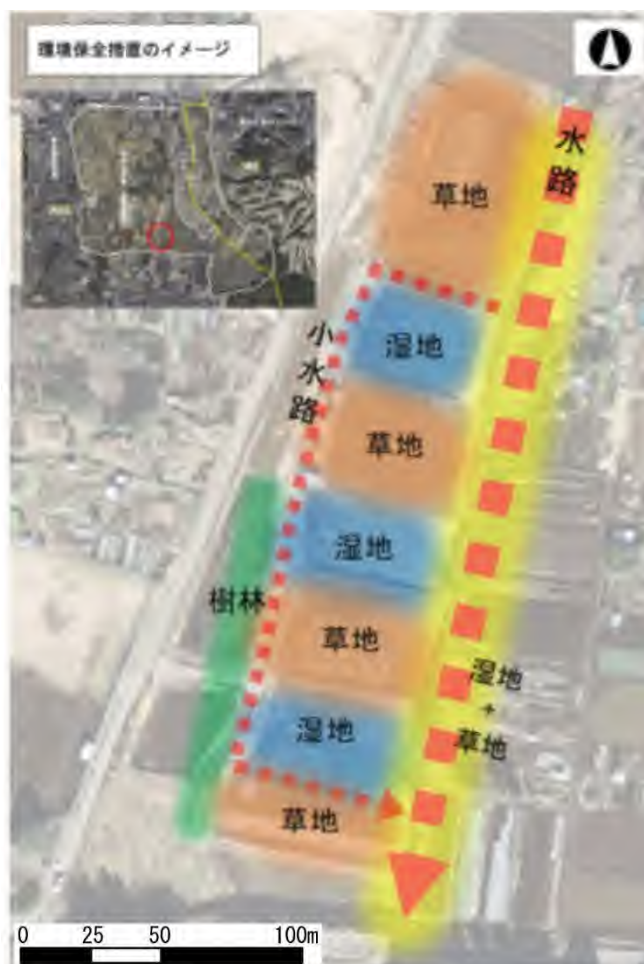 環境保全措置のイメージ
水路
草地
湿地
小水路
草地
湿地
樹林
草地
湿地
+
草地
湿地
草地
0 25 50 100m